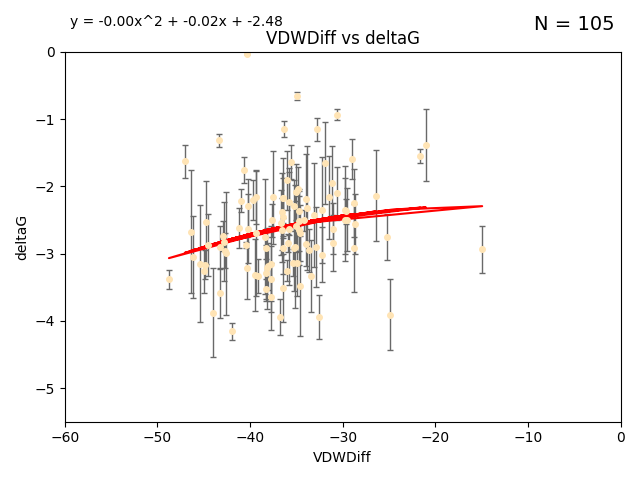 y = -0.00x^2 + -0.02x + -2.48
N = 105
VDWDiff vs deltaG
0
−1
−2
−3
−4
−5
deltaG
−60 −50 −40 −30 −20 −10 0
VDWDiff